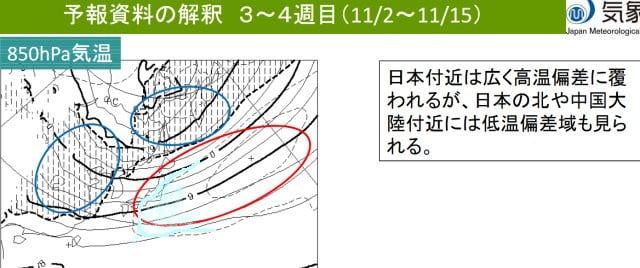 予報資料の解釈 3～4週目(11/2～11/15)
気象
Japan Meteorological
850hPa気温
日本付近は広く高温偏差に覆
われるが、日本の北や中国大
陸付近には低温偏差域も見ら
れる。